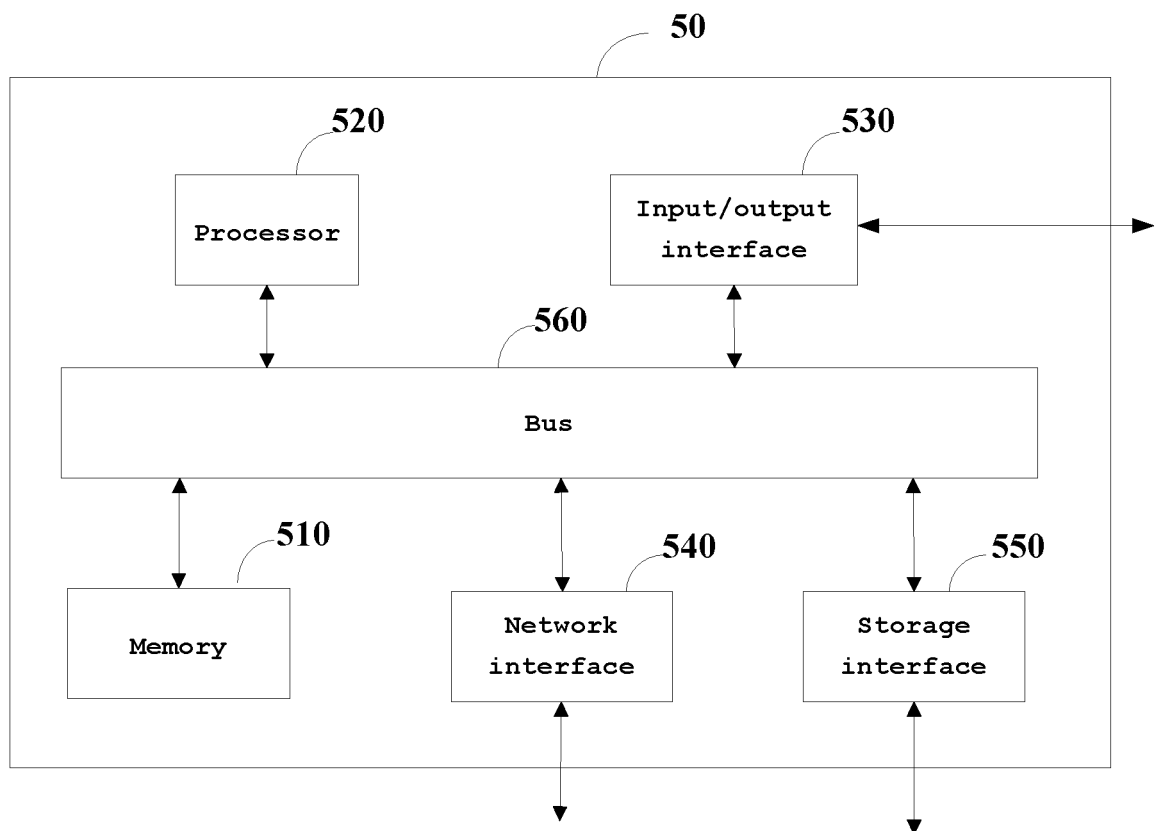 50
520
530
Processor
Input/output
interface
560
Bus
510
540
550
Memory
Network
interface
Storage
interface